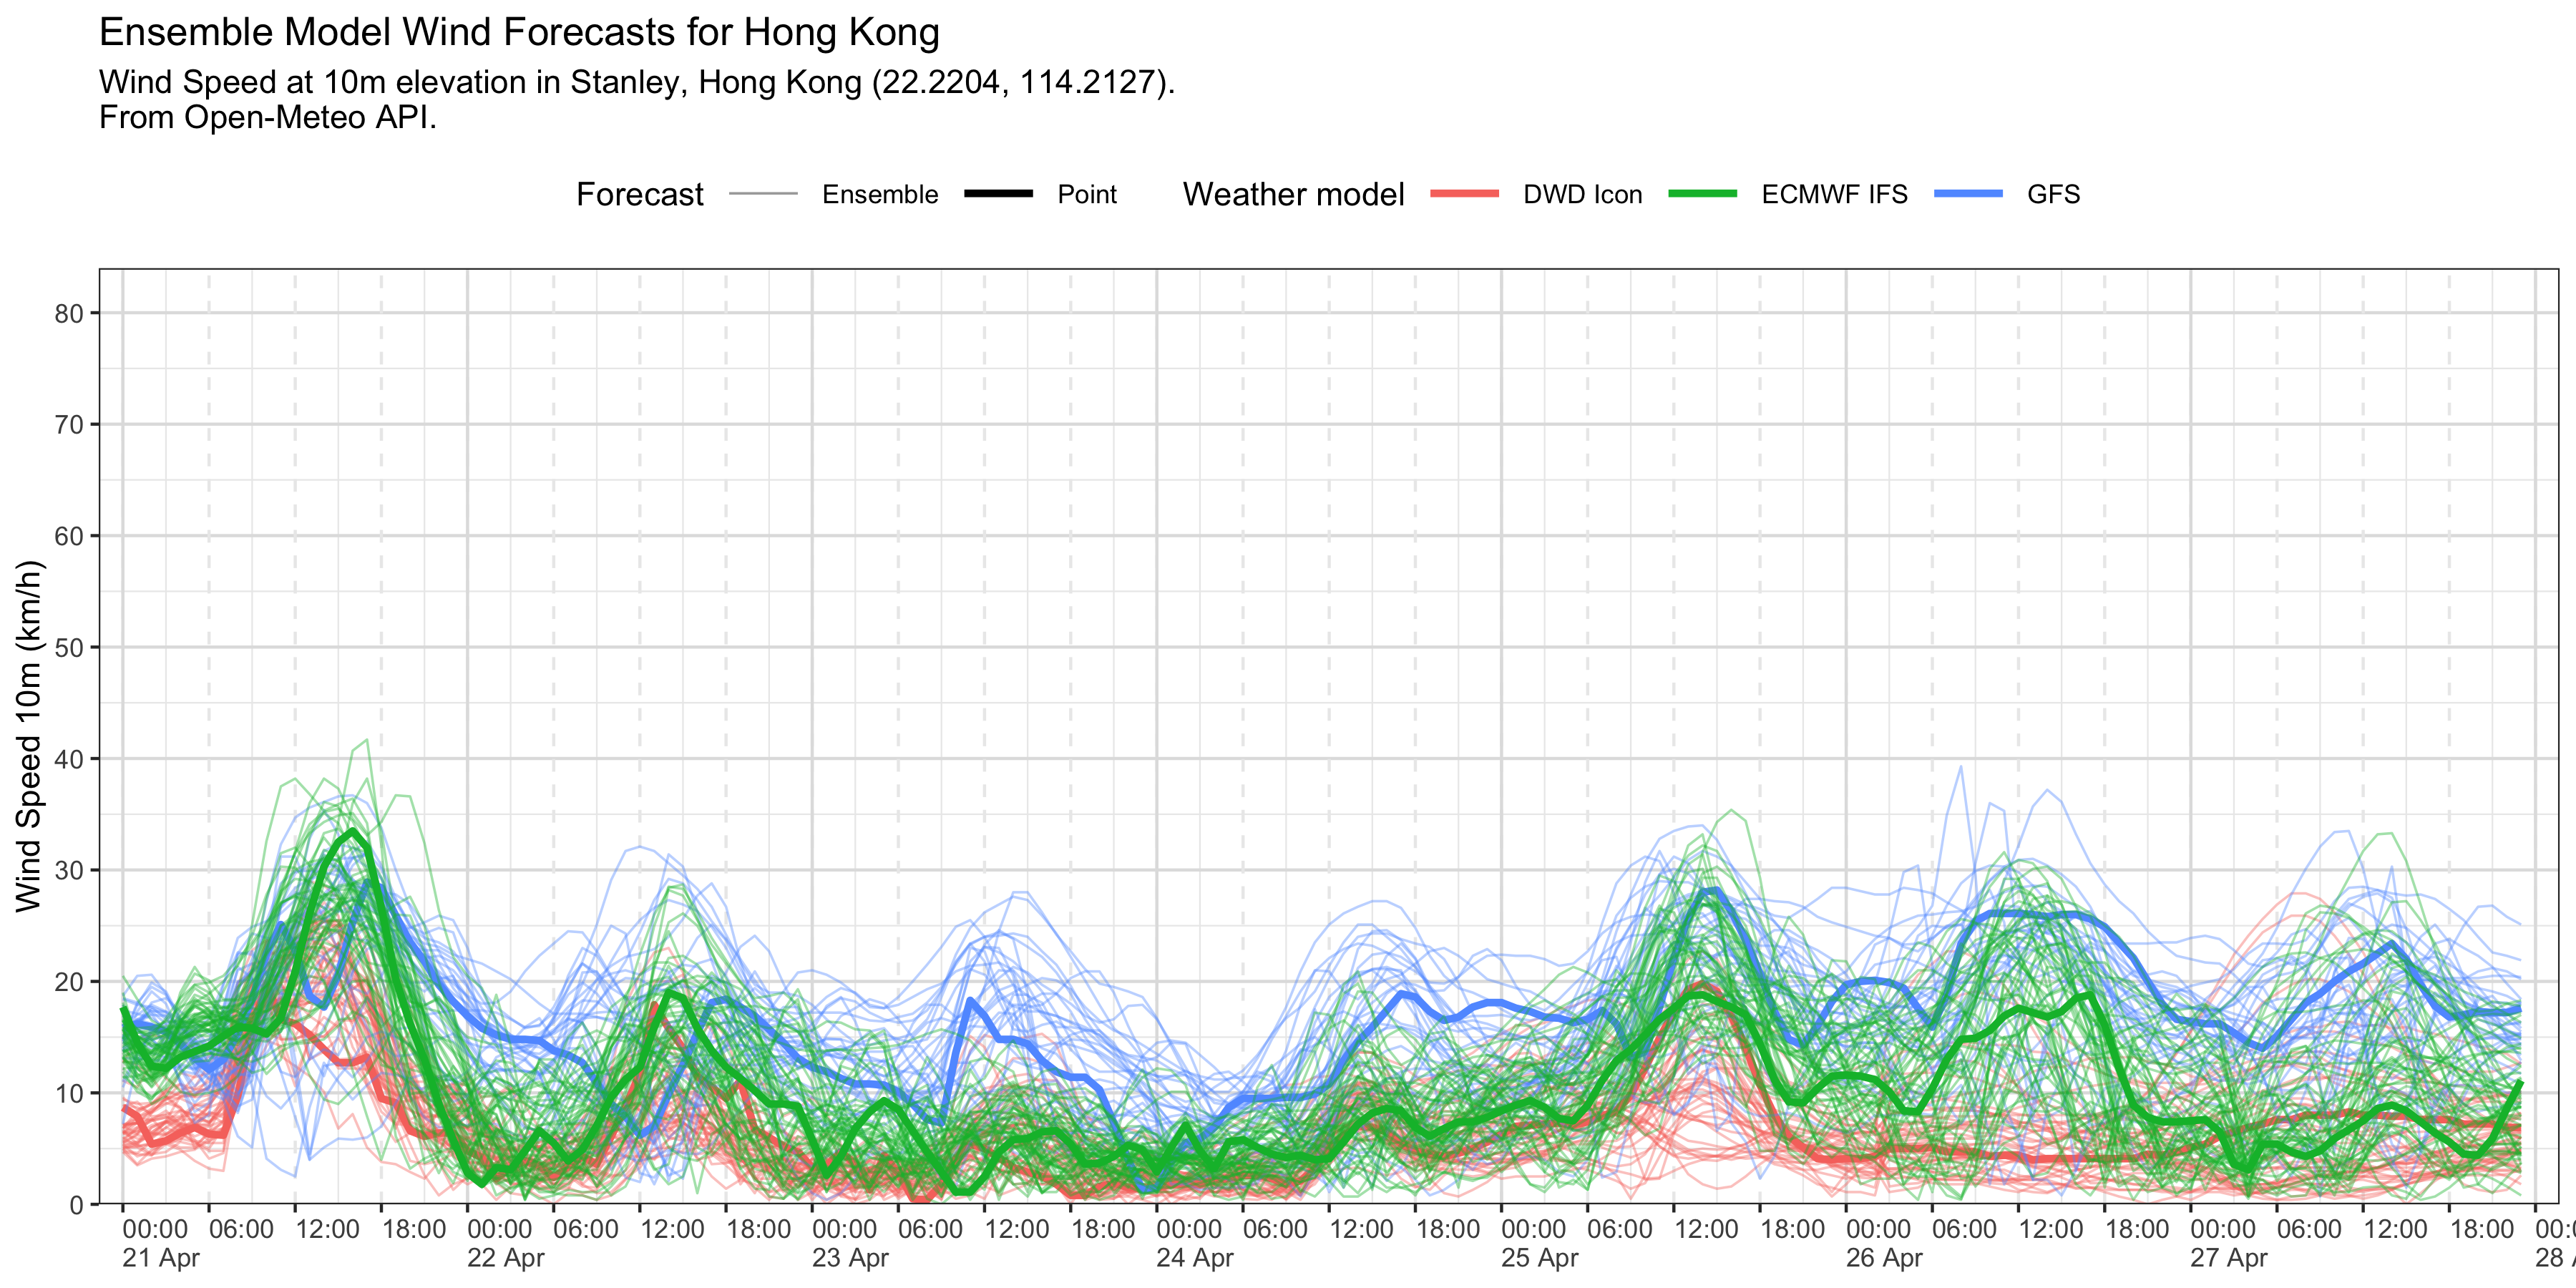 Ensemble Model Wind Forecasts for Hong Kong
Wind Speed at 10m elevation in Stanley, Hong Kong (22.2204, 114.2127).
From Open-Meteo API.
Forecast Ensemble Point Weather model DWD Icon ECMWF IFS GFS
Wind Speed 10m (km/h)
80
70
60
50
40
30
20
10
0
00:00 06:00 12:00 18:00 00:00 06:00 12:00 18:00 00:00 06:00 12:00 18:00 00:00 06:00 12:00 18:00 00:00 06:00 12:00 18:00 00:00 06:00 12:00 18:00 00:00 06:00 12:00 18:00 00:0
21 Apr 22 Apr 23 Apr 24 Apr 25 Apr 26 Apr 27 Apr 28